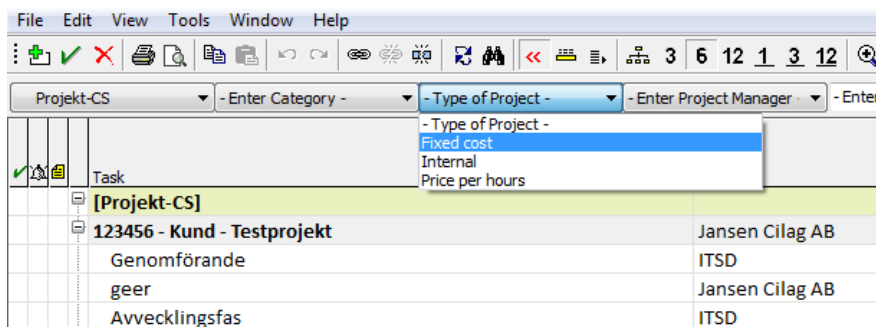 File Edit View Tools Window Help
3 6 12 1 3 12
Projekt-CS - Enter Category - - Type of Project - - Enter Project Manager - - Enter
- Type of Project -
Fixed cost
Internal
Price per hours
Task
[Projekt-CS]
123456 - Kund - Testprojekt Jansen Cilag AB
Genomförande ITSD
geer Jansen Cilag AB
Avvecklingsfas ITSD